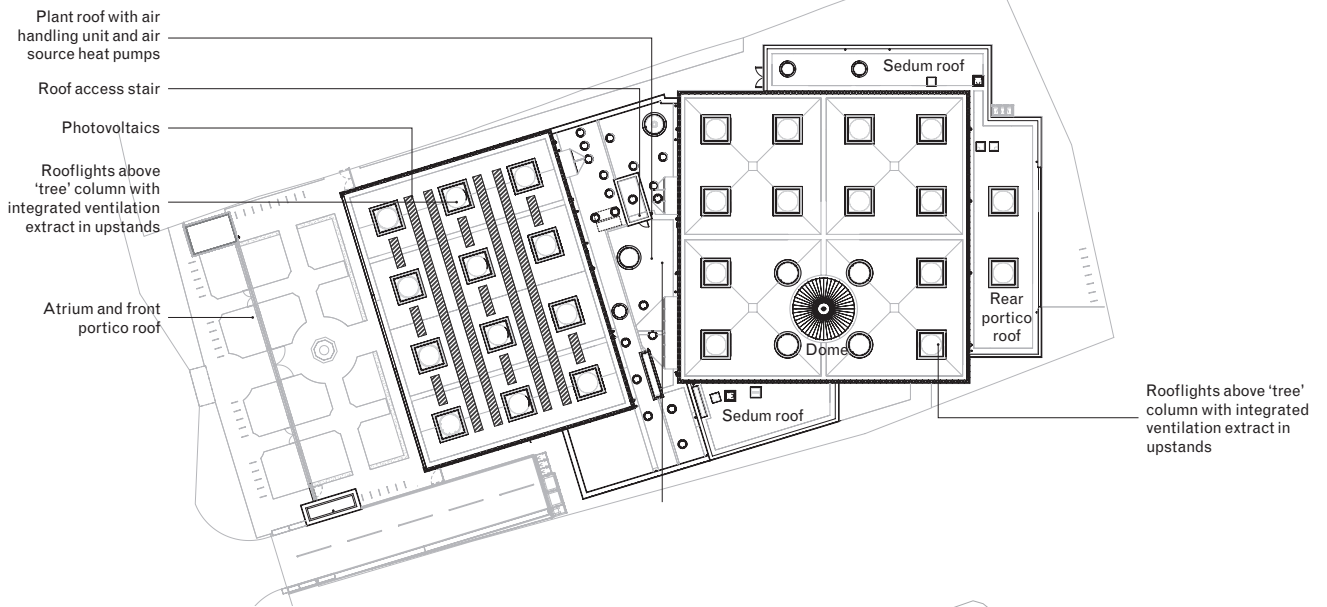 Plant roof with air
handling unit and air
source heat pumps
Roof access stair
Photovoltaics
Rooflights above
‘tree’ column with
integrated ventilation
extract in upstands
Atrium and front
portico roof
Sedum roof
Rear
portico
roof
Dome
Sedum roof
Rooflights above ‘tree’
column with integrated
ventilation extract in
upstands